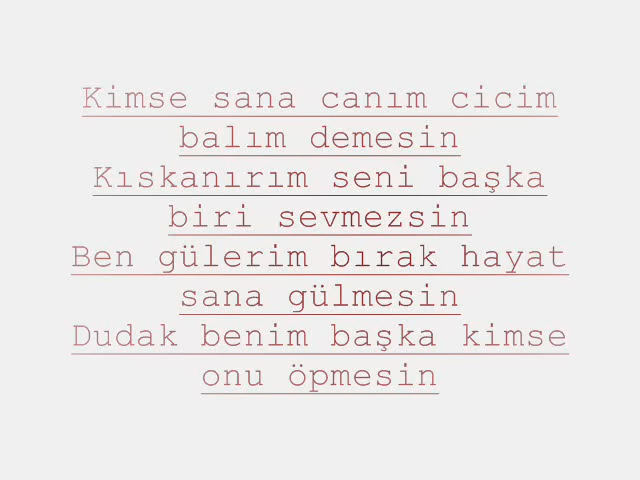 Kimse sana canım cicim
balım demesin
Kıskanırım seni başka
biri sevmezsin
Ben gülerim bırak hayat
sana gülmesin
Dudak benim başka kimse
onu öpmesin